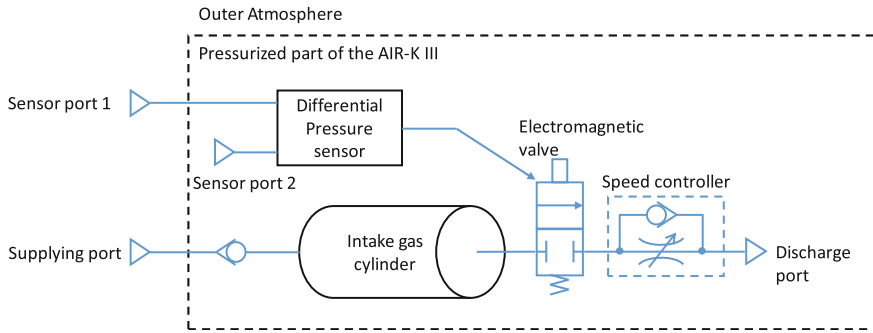 Outer Atmosphere
Pressurized part of the AIR-K III
Sensor port 1
Differential
Pressure
sensor
Electromagnetic
valve
Sensor port 2
Speed controller
Supplying port
Intake gas
cylinder
Discharge
port